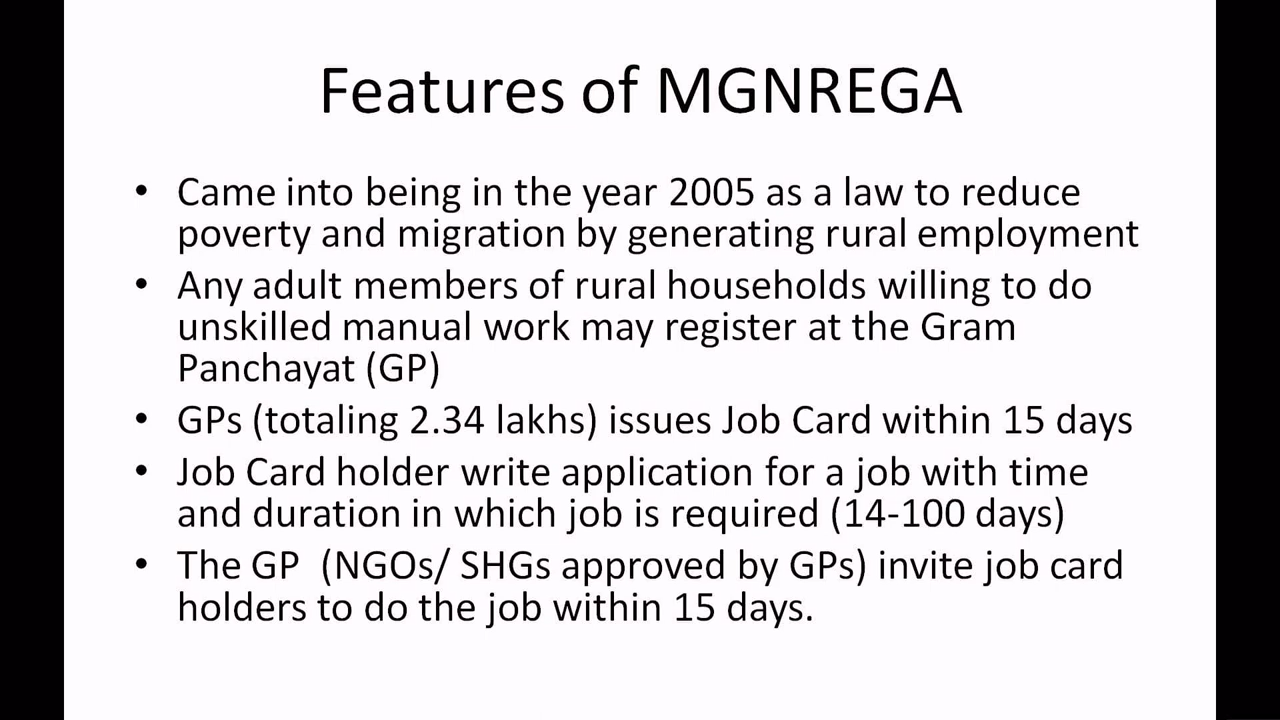 Features of MGNREGA
• Came into being in the year 2005 as a law to reduce
poverty and migration by generating rural employment
• Any adult members of rural households willing to do
unskilled manual work may register at the Gram
Panchayat (GP)
• GPs (totaling 2.34 lakhs) issues Job Card within 15 days
• Job Card holder write application for a job with time
and duration in which job is required (14-100 days)
• The GP  (NGOs/ SHGs approved by GPs) invite job card
holders to do the job within 15 days.